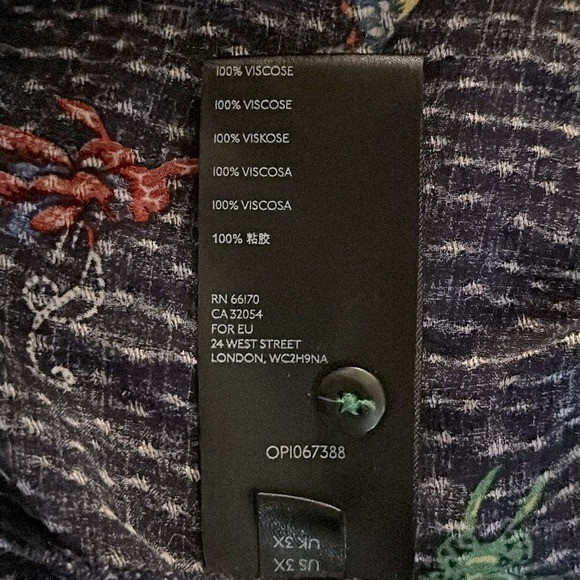 100% VISCOSE
100% VISCOSE
100% VISKOSE
100% VISCOSA
100% VISCOSA
100% 粘胶
RN 66170
CA 32054
FOR EU
24 WEST STREET
LONDON, WC2H9NA
OP1067388
US 3X
UK 3X